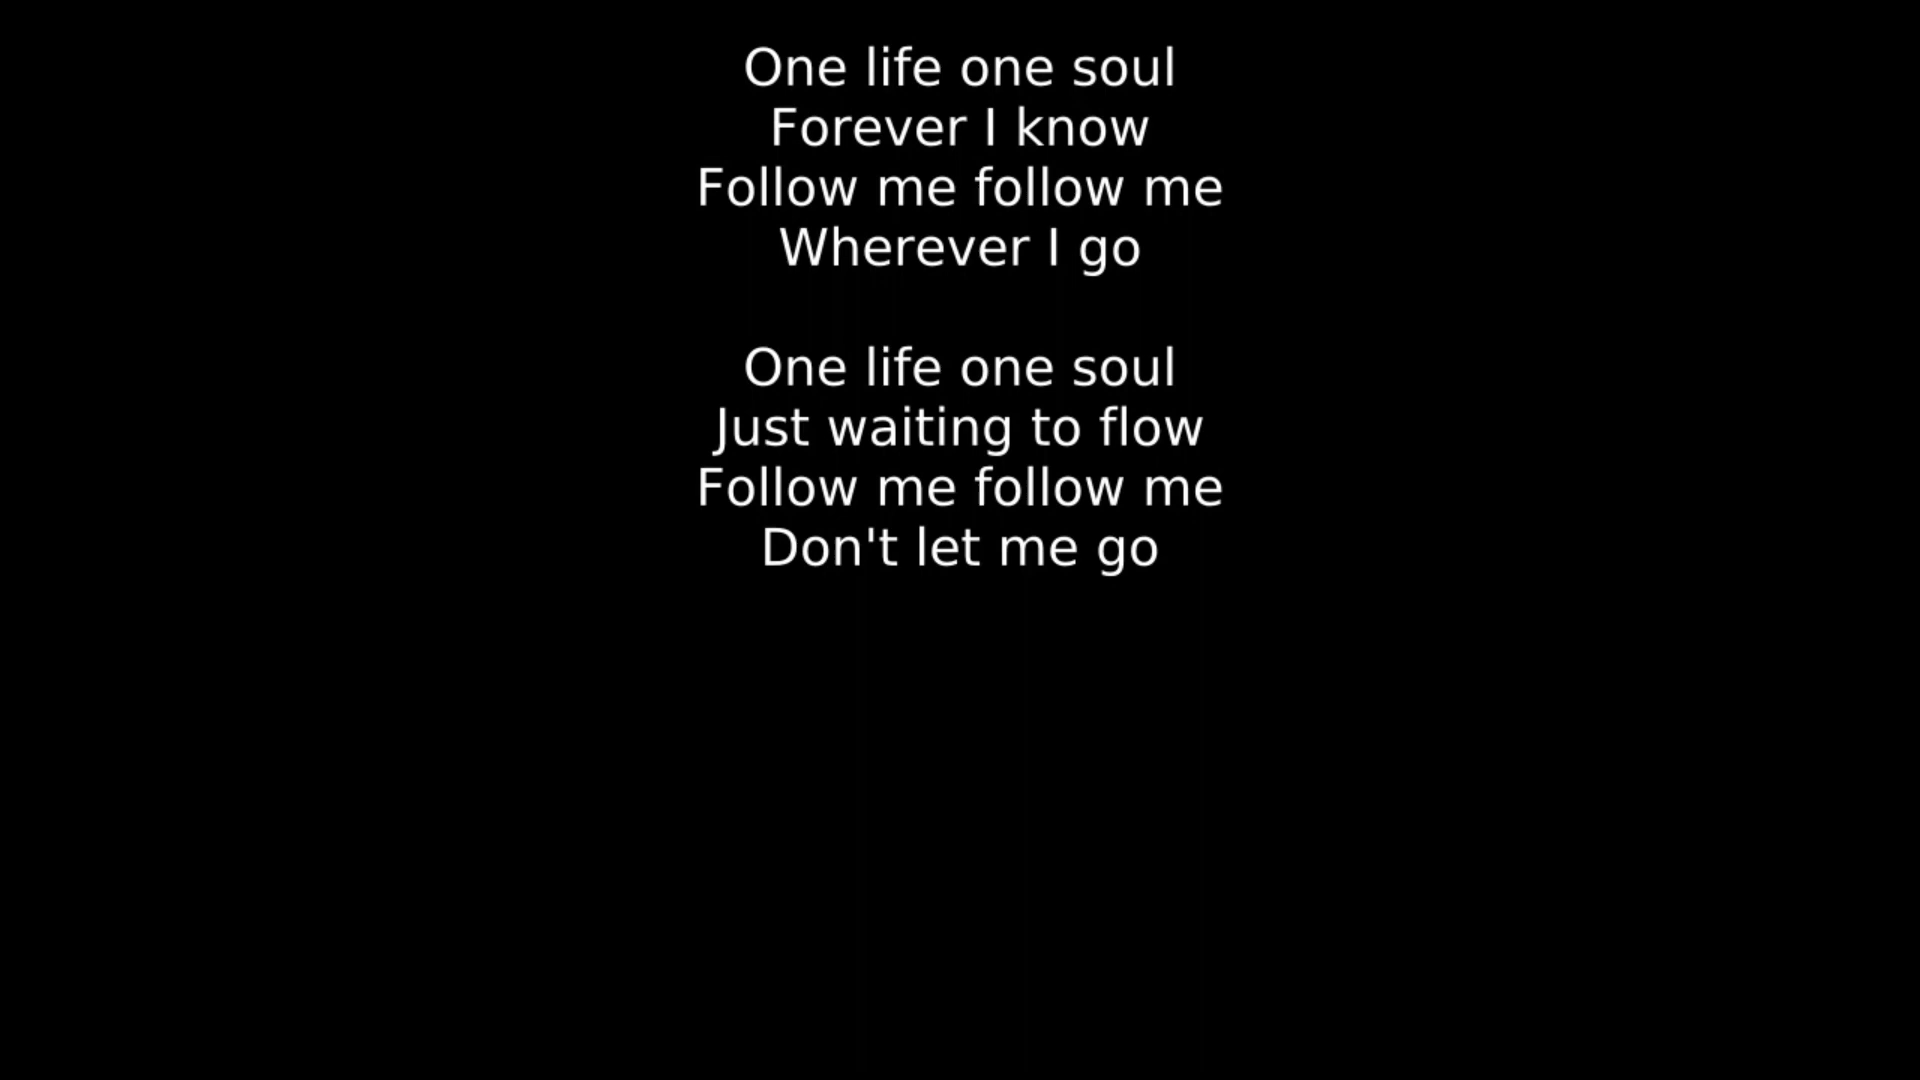 One life one soul
Forever I know
Follow me follow me
Wherever I go

One life one soul
Just waiting to flow
Follow me follow me
Don't let me go